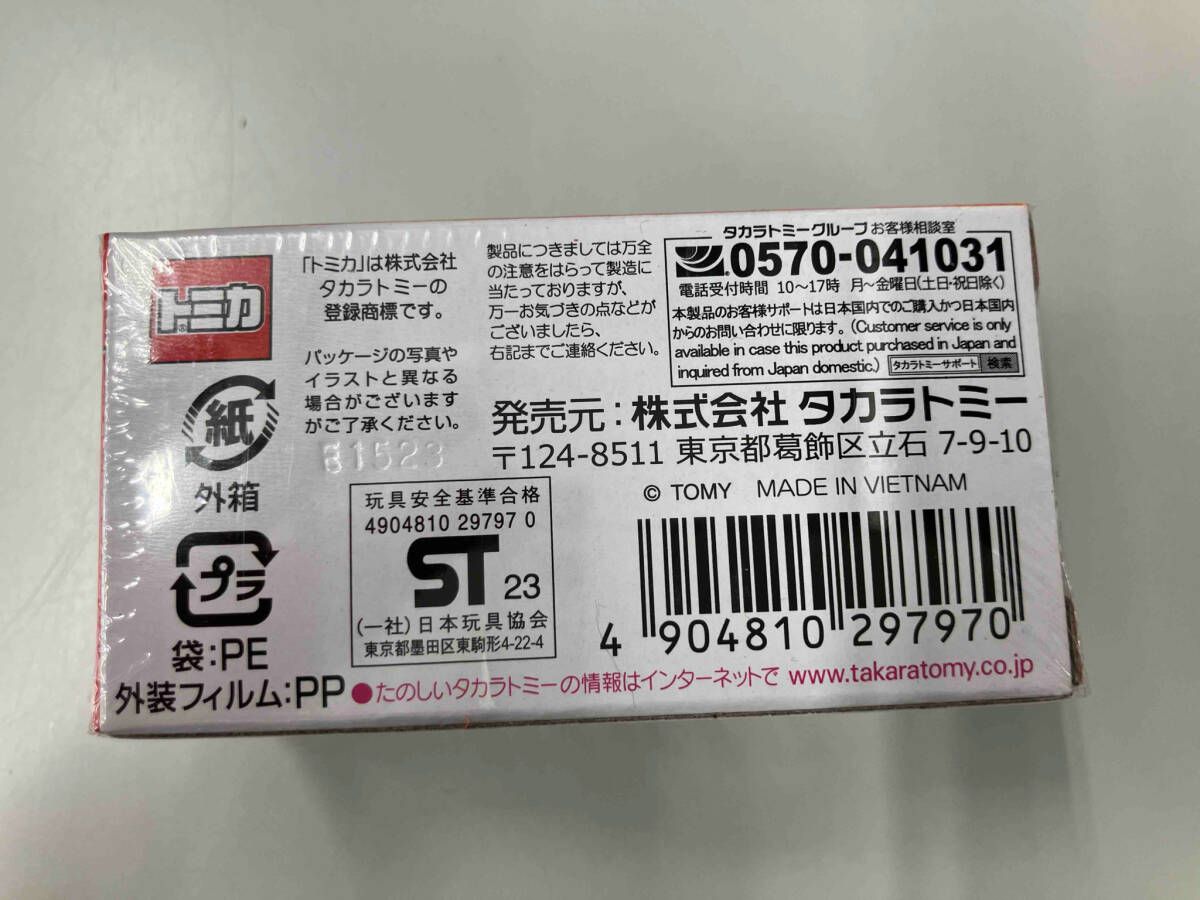 トミカ®
「トミカ」は株式会社
タカラトミーの
登録商標です。
パッケージの写真や
イラストと異なる
場合がございます
がご了承ください。
製品につきましては万全
の注意をはらって製造に
当たっておりますが、
万一お気づきの点などが
ございましたら、
右記までご連絡ください。
タカラトミーグループ お客様相談室
0570-041031
電話受付時間 10〜17時 月〜金曜日(土日・祝日除く)
本製品のお客様サポートは日本国内でのご購入かつ日本国内
からのお問い合わせに限ります。(Customer service is only
available in case this product purchased in Japan and
inquired from Japan domestic.) タカラトミーサポート 検索
発売元:株式会社 タカラトミー
〒124-8511 東京都葛飾区立石 7-9-10
© TOMY MADE IN VIETNAM
紙
外箱
プラ
袋:PE
外装フィルム:PP
玩具安全基準合格
4904810 29797 0
ST 23
(一社)日本玩具協会
東京都墨田区東駒形4-22-4
4 904810 297970
●たのしいタカラトミーの情報はインターネットで www.takaratomy.co.jp